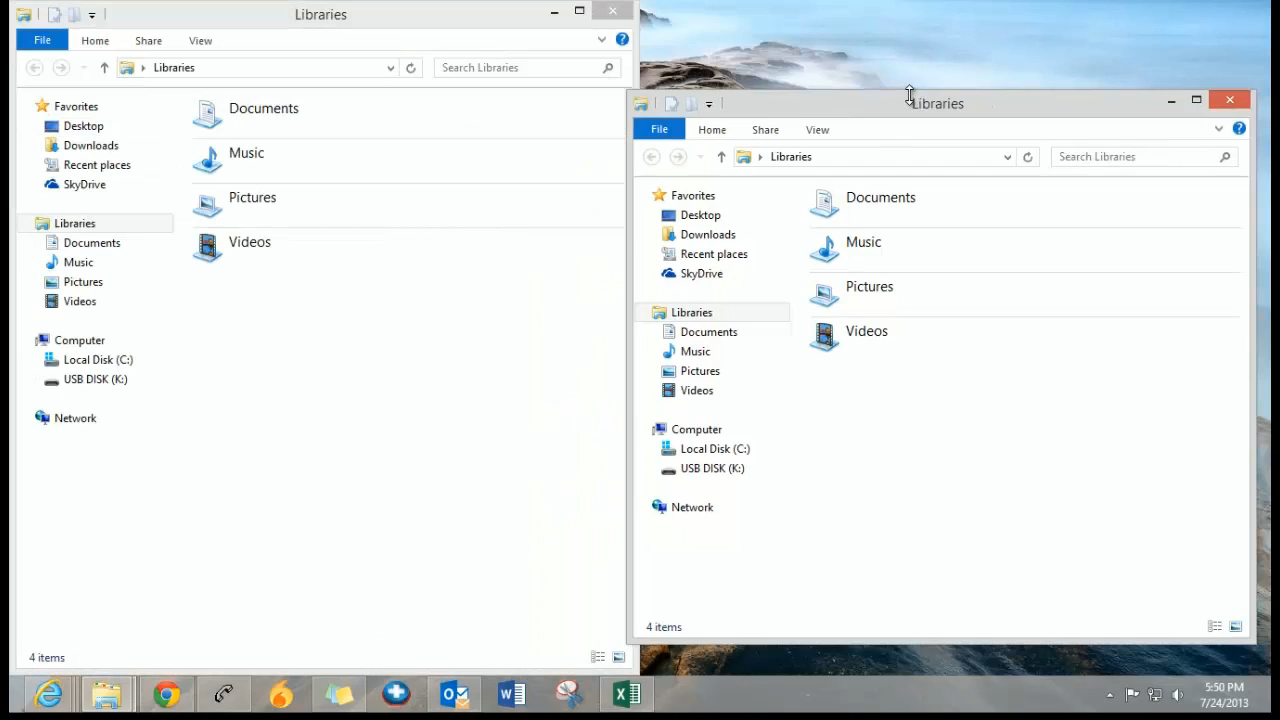 Libraries
File Home Share View
Libraries
Search Libraries
Favorites
Desktop
Downloads
Recent places
SkyDrive
Libraries
Documents
Music
Pictures
Videos
Computer
Local Disk (C:)
USB DISK (K:)
Network
Documents
Music
Pictures
Videos
4 items
Libraries
File Home Share View
Libraries
Search Libraries
Favorites
Desktop
Downloads
Recent places
SkyDrive
Libraries
Documents
Music
Pictures
Videos
Computer
Local Disk (C:)
USB DISK (K:)
Network
Documents
Music
Pictures
Videos
4 items
5:50 PM
7/24/2013